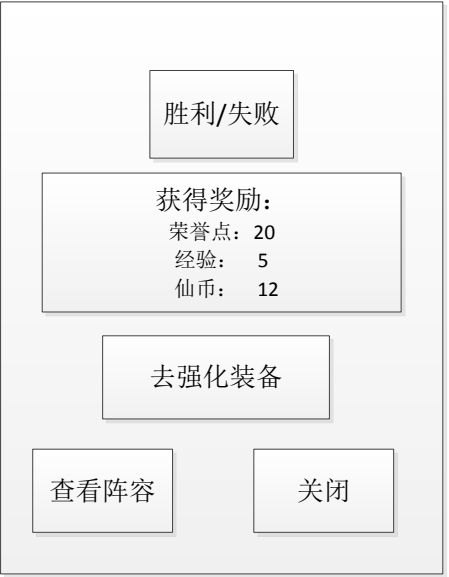 胜利/失败
获得奖励：
荣誉点：20
经验： 5
仙币： 12
去强化装备
查看阵容
关闭